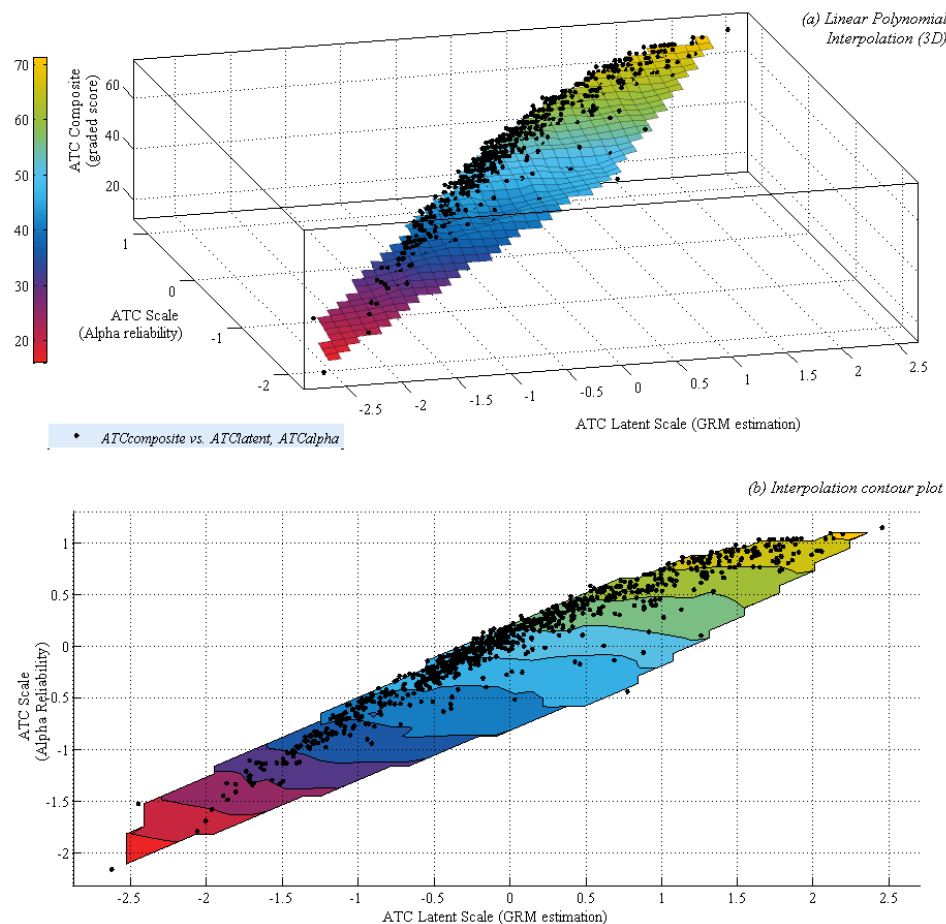 (a) Linear Polynomial
Interpolation (3D)
70
60
50
40
30
20
ATC Composite
(graded score)
60
40
20
1
0
-1
-2
ATC Scale
(Alpha reliability)
-2.5
-2
-1.5
-1
-0.5
0
0.5
1
1.5
2
2.5
ATC Latent Scale (GRM estimation)
ATCcomposite vs. ATClatent, ATCalpha
(b) Interpolation contour plot
1
0.5
0
-0.5
-1
-1.5
-2
ATC Scale
(Alpha Reliability)
-2.5 -2 -1.5 -1 -0.5 0 0.5 1 1.5 2 2.5
ATC Latent Scale (GRM estimation)